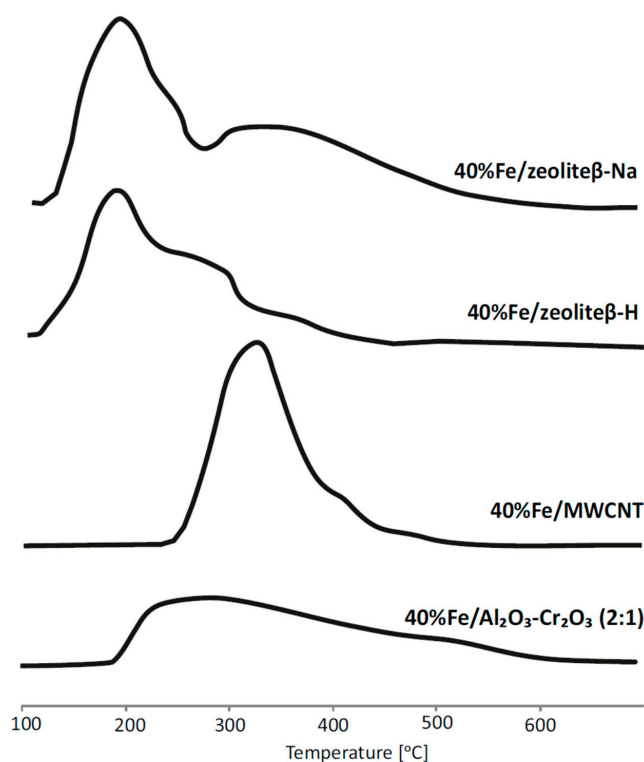 40%Fe/zeoliteβ-Na
40%Fe/zeoliteβ-H
40%Fe/MWCNT
40%Fe/Al₂O₃-Cr₂O₃ (2:1)
100 200 300 400 500 600
Temperature [°C]